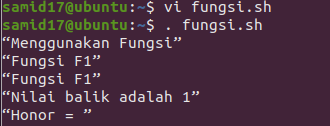 samid17@ubuntu:~$ vi fungsi.sh
samid17@ubuntu:~$ . fungsi.sh
“Menggunakan Fungsi”
“Fungsi F1”
“Fungsi F1”
“Nilai balik adalah 1”
“Honor = ”